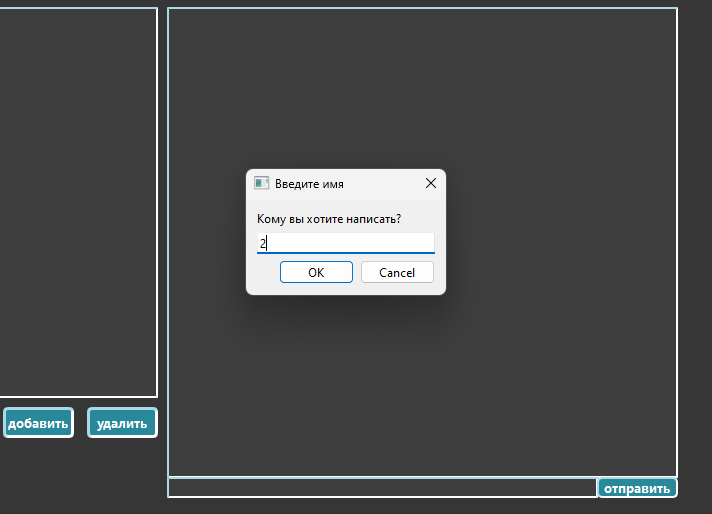 Введите имя
Кому вы хотите написать?
2
OK
Cancel
добавить
удалить
отправить